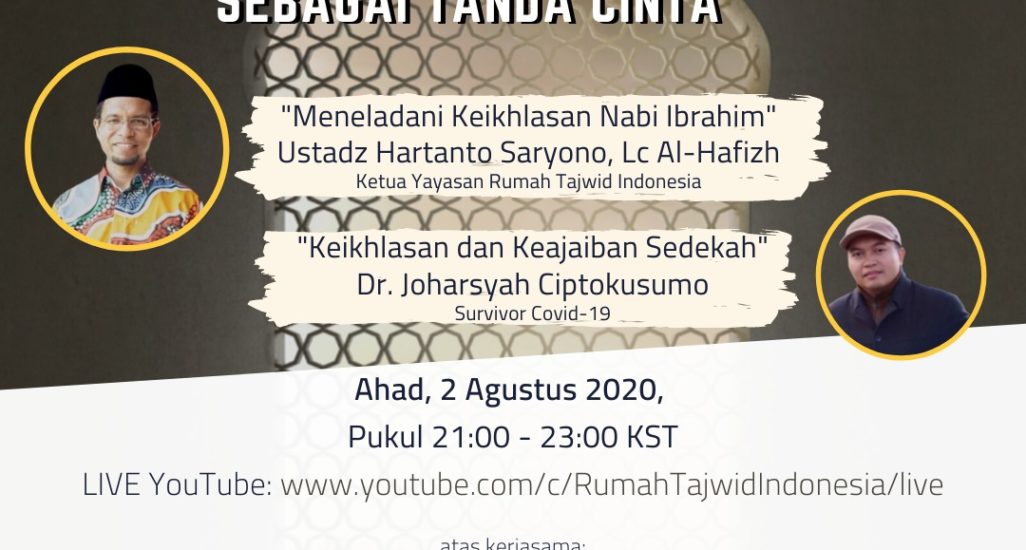 SEBAGAI TANDA CINTA
"Meneladani Keikhlasan Nabi Ibrahim"
Ustadz Hartanto Saryono, Lc Al-Hafizh
Ketua Yayasan Rumah Tajwid Indonesia
"Keikhlasan dan Keajaiban Sedekah"
Dr. Joharsyah Ciptokusumo
Survivor Covid-19
Ahad, 2 Agustus 2020,
Pukul 21:00 - 23:00 KST
LIVE YouTube: www.youtube.com/c/RumahTajwidIndonesia/live
atas kerjasama: